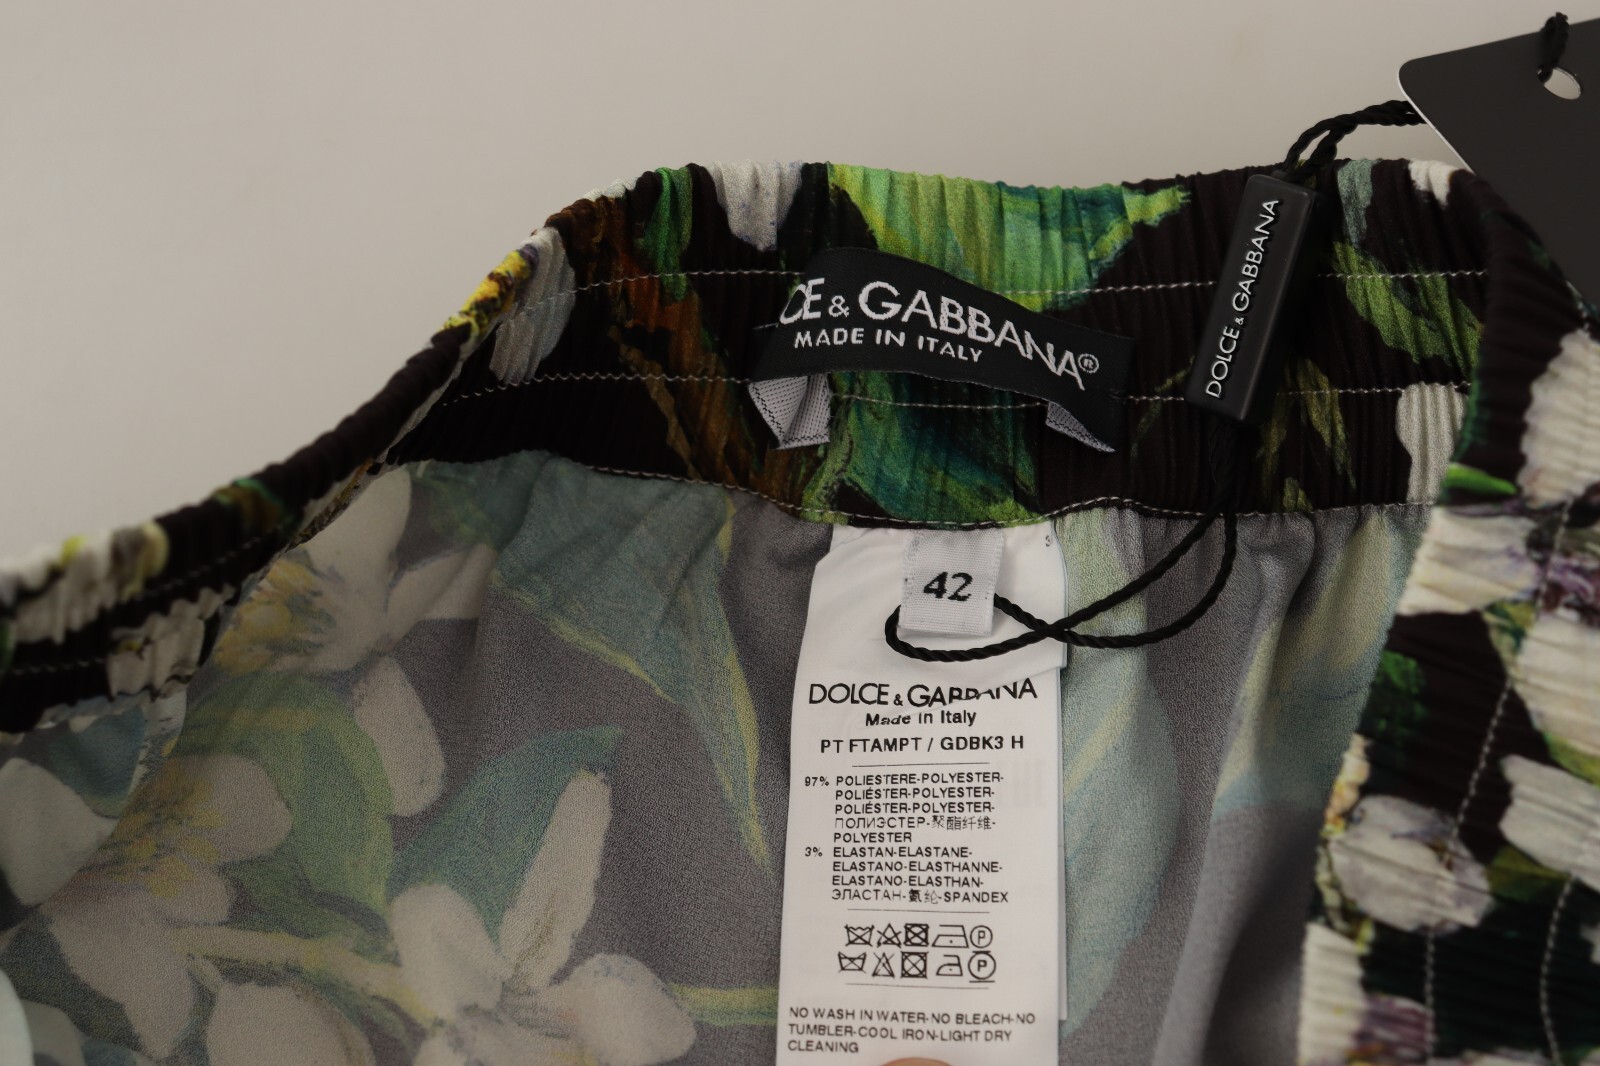 CE & GABBANA®
MADE IN ITALY
DOLCE & GABBANA
42
3
DOLCE & GABBANA
Made in Italy
PT FTAMPT / GDBK3 H
97% POLIESTERE-POLYESTER-
POLIÉSTER-POLYESTER-
POLIÉSTER-POLYESTER-
ПОЛИЭСТЕР-聚酯纤维-
POLYESTER
3% ELASTAN-ELASTANE-
ELASTANO-ELASTHANNE-
ELASTANO-ELASTHAN-
ЭЛАСТАН-氨纶-SPANDEX
P
P
NO WASH IN WATER-NO BLEACH-NO
TUMBLER-COOL IRON-LIGHT DRY
CLEANING